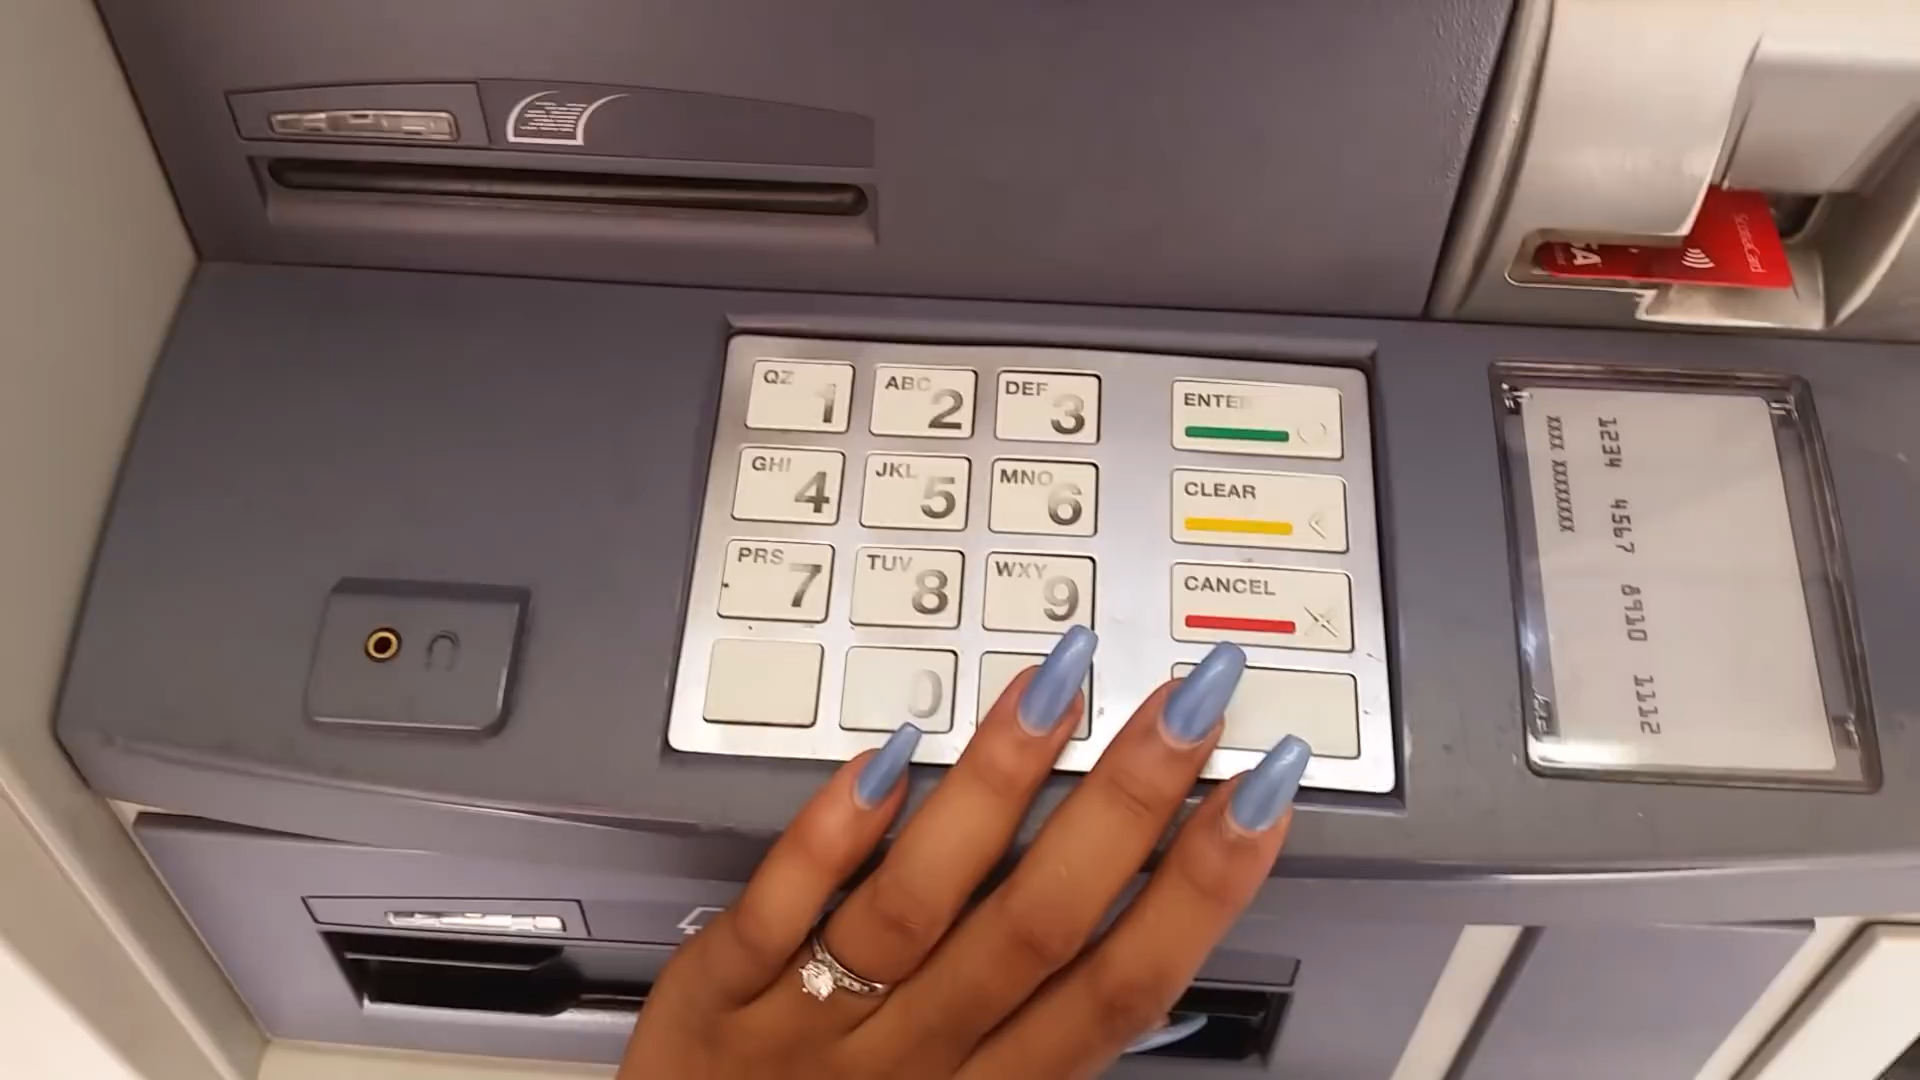 SceneCard
QZ 1
ABC 2
DEF 3
ENTER
GHI 4
JKL 5
MNO 6
CLEAR
PRS 7
TUV 8
WXY 9
CANCEL
0
1234 4567 8910 1112
XXXX XXXXXXXX